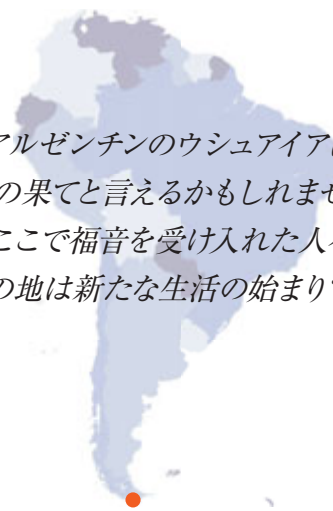 アルゼンチンのウシュアイア
の果てと言えるかもしれませ
ここで福音を受け入れた人
の地は新たな生活の始まり